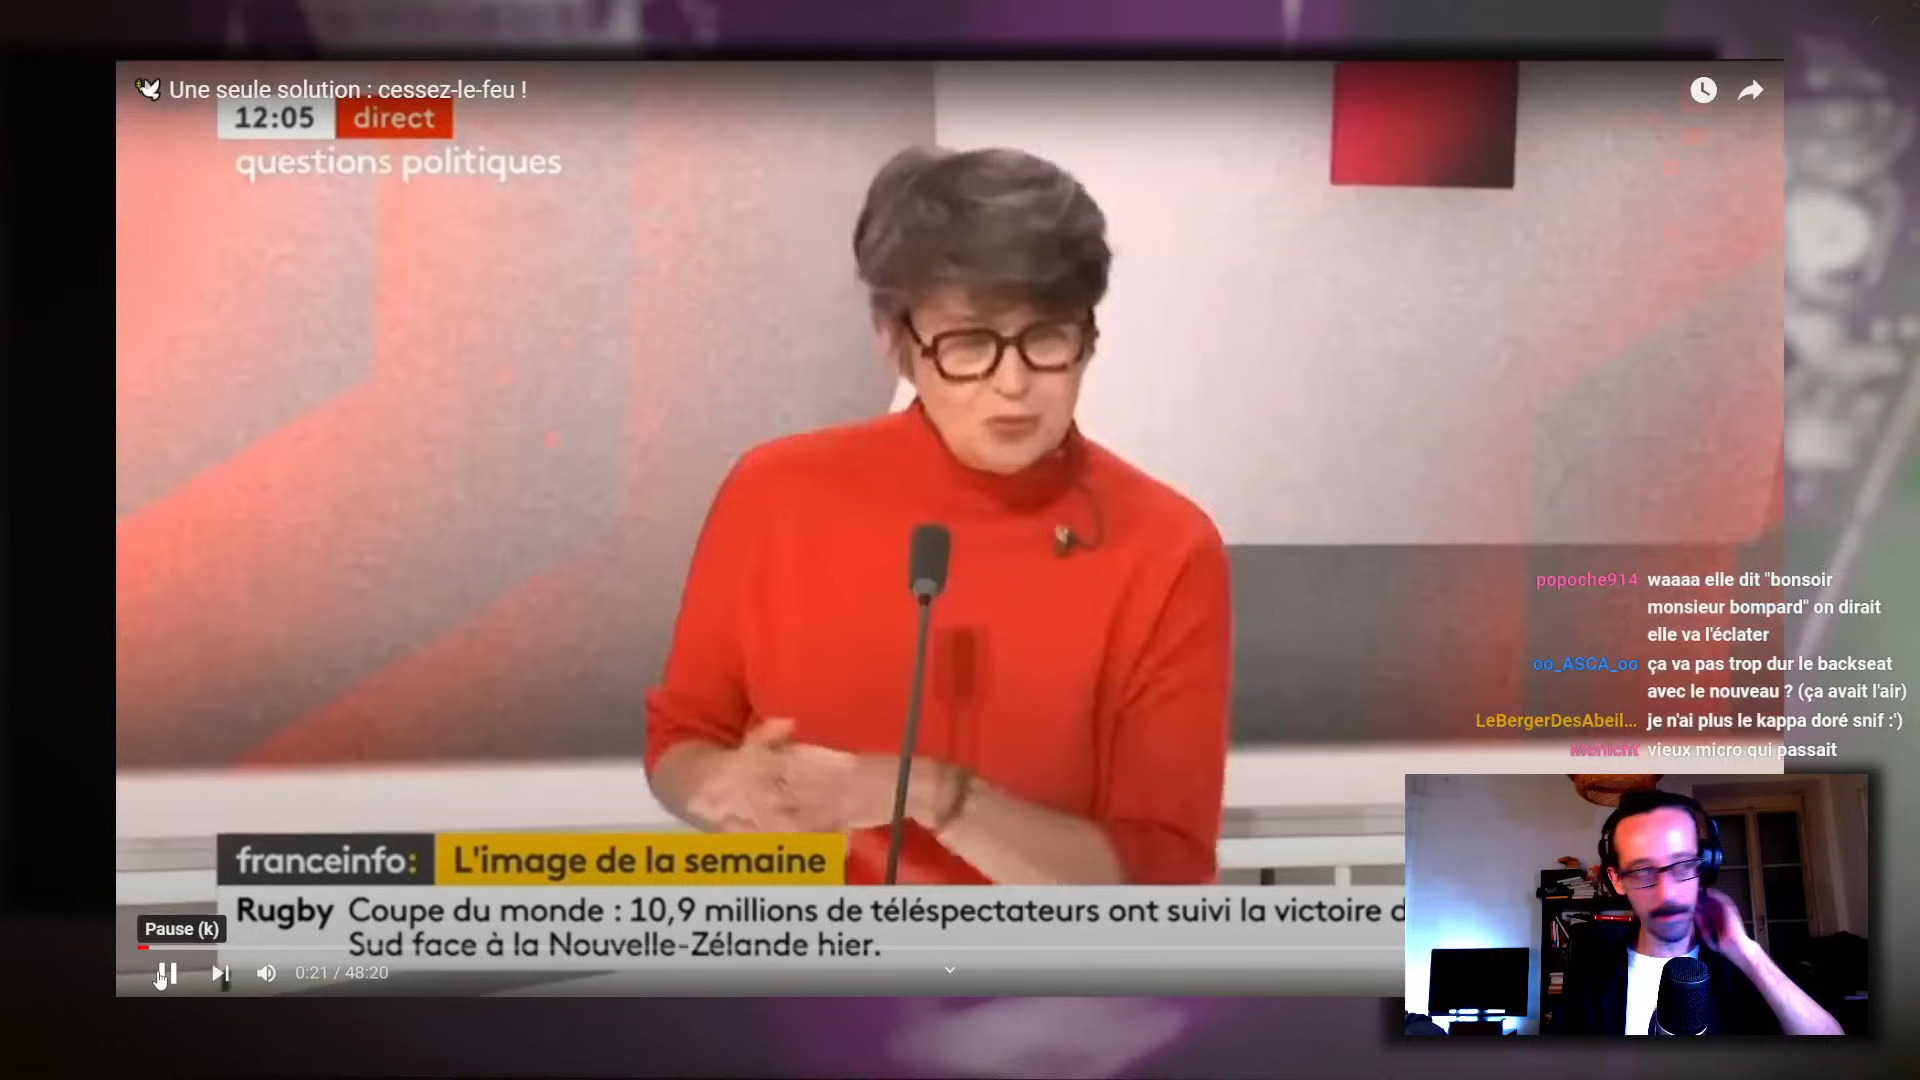 🕊 Une seule solution : cessez-le-feu !
12:05 direct
questions politiques
popoche914 waaaa elle dit "bonsoir
monsieur bompard" on dirait
elle va l'éclater
oo_ASCA_oo ça va pas trop dur le backseat
avec le nouveau ? (ça avait l'air)
LeBergerDesAbeil... je n'ai plus le kappa doré snif :')
vieux micro qui passait
franceinfo: L'image de la semaine
Rugby Coupe du monde : 10,9 millions de téléspectateurs ont suivi la victoire d
Sud face à la Nouvelle-Zélande hier.
Pause (k)
0:21 / 48:20